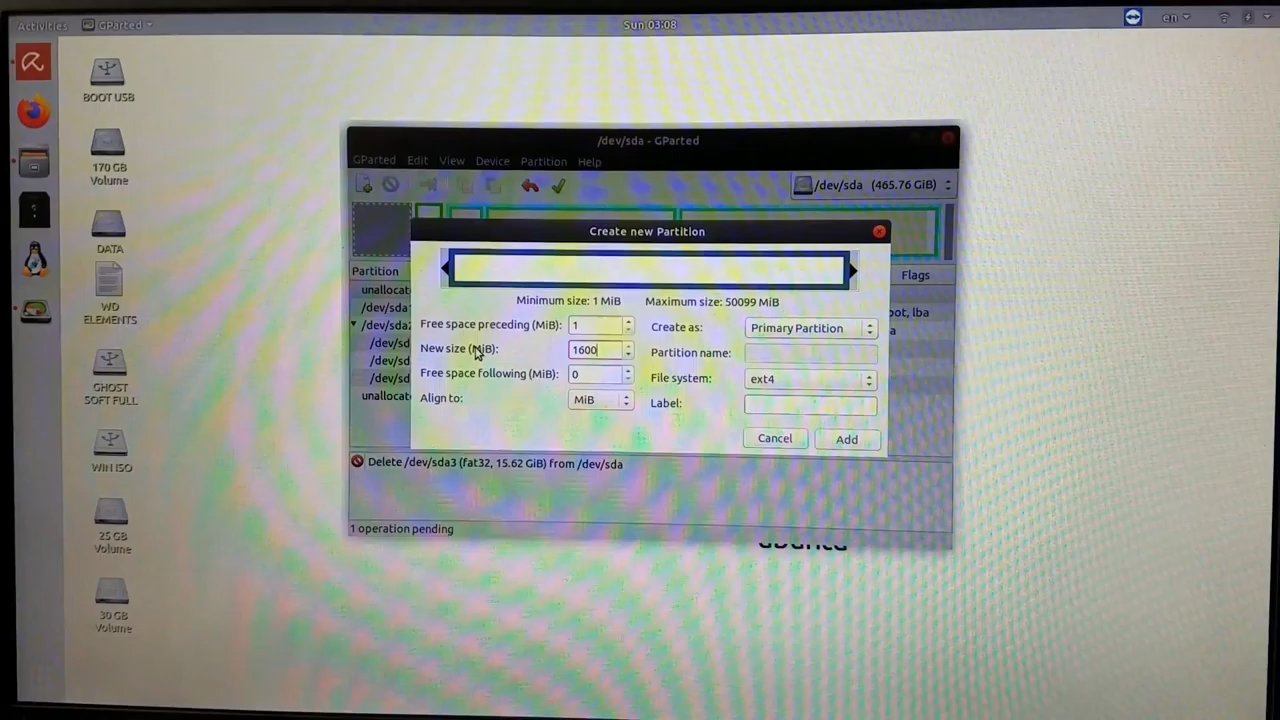 Activities
GParted
Sun 03:08
en
BOOT USB
170 GB
Volume
DATA
WD
ELEMENTS
GHOST
SOFT FULL
WIN ISO
25 GB
Volume
30 GB
Volume
/dev/sda - GParted
GParted Edit View Device Partition Help
/dev/sda (465.76 GiB)
Partition
Flags
unallocat
/dev/sda
/dev/sda
/dev/sd
/dev/sd
/dev/sd
unallocat
Create new Partition
Minimum size: 1 MiB Maximum size: 50099 MiB
Free space preceding (MiB): 1
New size (MiB): 1600
Free space following (MiB): 0
Align to: MiB
Create as: Primary Partition
Partition name:
File system: ext4
Label:
Cancel
Add
Delete /dev/sda3 (fat32, 15.62 GiB) from /dev/sda
1 operation pending